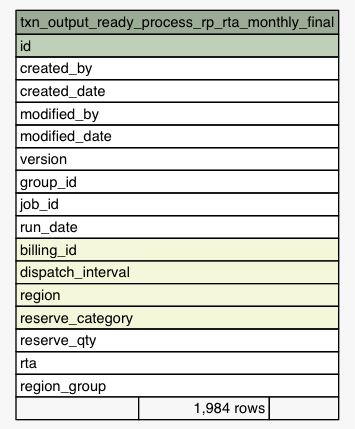 txn_output_ready_process_rp_rta_monthly_final
id
created_by
created_date
modified_by
modified_date
version
group_id
job_id
run_date
billing_id
dispatch_interval
region
reserve_category
reserve_qty
rta
region_group
1,984 rows